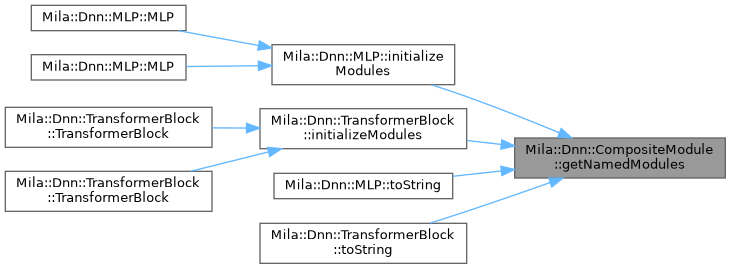 Mila::Dnn::MLP::MLP
Mila::Dnn::MLP::MLP
Mila::Dnn::MLP::initialize
Modules
Mila::Dnn::TransformerBlock
::TransformerBlock
Mila::Dnn::TransformerBlock
::initializeModules
Mila::Dnn::CompositeModule
::getNamedModules
Mila::Dnn::TransformerBlock
::TransformerBlock
Mila::Dnn::MLP::toString
Mila::Dnn::TransformerBlock
::toString